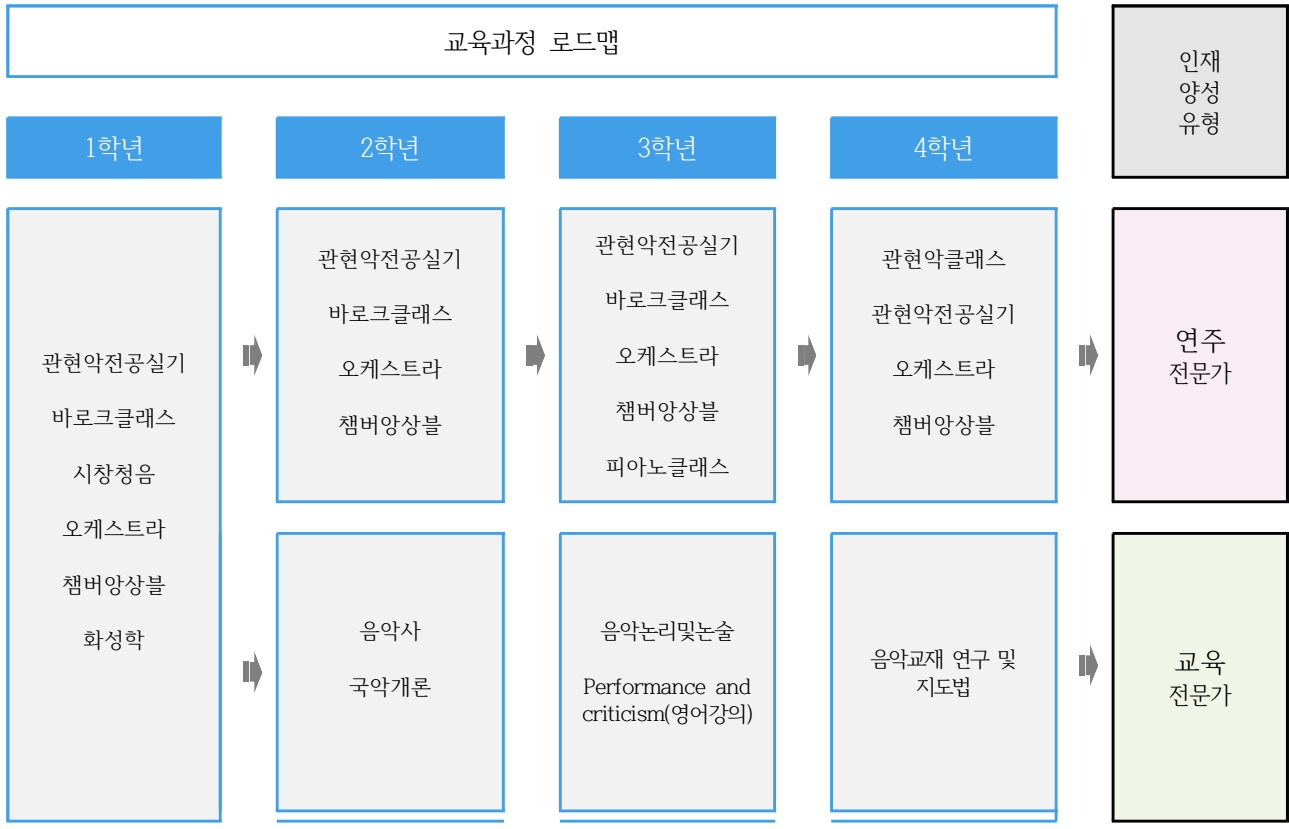 교육과정 로드맵
인재
양성
유형
1학년
2학년
3학년
4학년
관현악전공실기
바로크클래스
시창청음
오케스트라
챔버앙상블
화성학
관현악전공실기
바로크클래스
오케스트라
챔버앙상블
관현악전공실기
바로크클래스
오케스트라
챔버앙상블
피아노클래스
관현악클래스
관현악전공실기
오케스트라
챔버앙상블
연주
전문가
음악사
국악개론
음악논리및논술
Performance and
criticism(영어강의)
음악교재 연구 및
지도법
교육
전문가